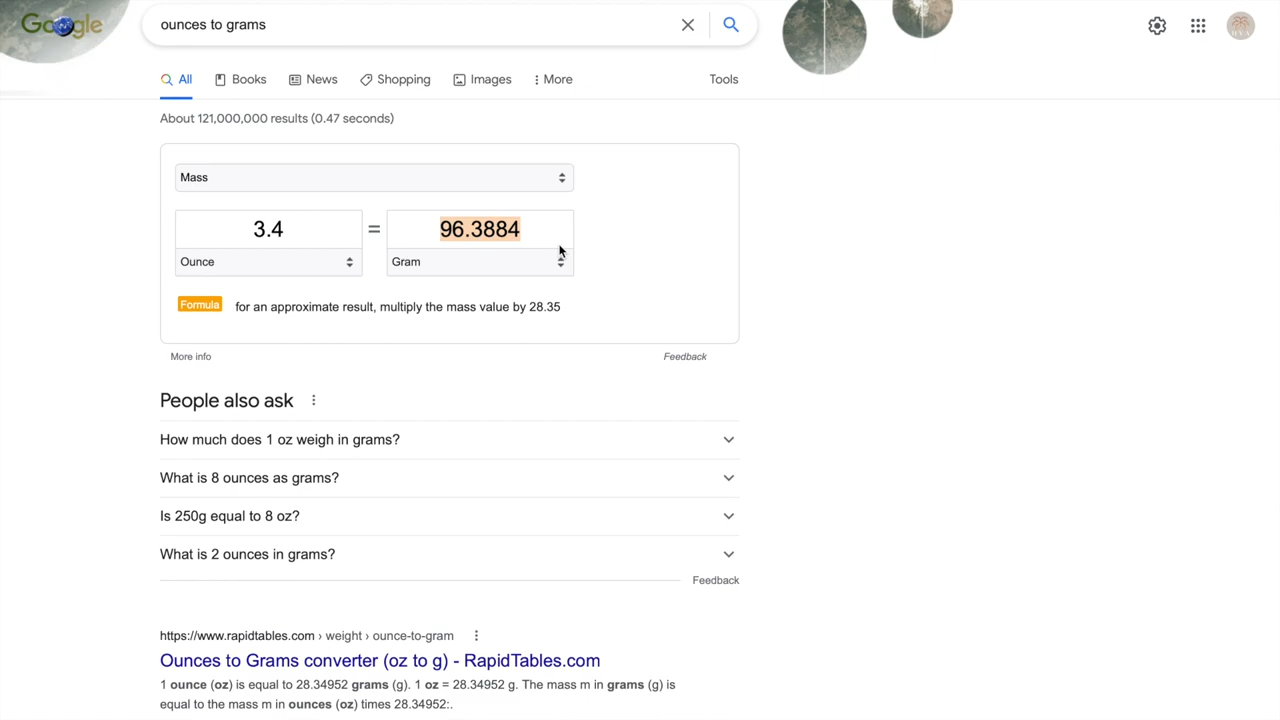 Google
ounces to grams
All Books News Shopping Images More Tools
About 121,000,000 results (0.47 seconds)
Mass
3.4 = 96.3884
Ounce Gram
Formula for an approximate result, multiply the mass value by 28.35
More info Feedback
People also ask
How much does 1 oz weigh in grams?
What is 8 ounces as grams?
Is 250g equal to 8 oz?
What is 2 ounces in grams?
Feedback
https://www.rapidtables.com › weight › ounce-to-gram
Ounces to Grams converter (oz to g) - RapidTables.com
1 ounce (oz) is equal to 28.34952 grams (g). 1 oz = 28.34952 g. The mass m in grams (g) is
equal to the mass m in ounces (oz) times 28.34952:.